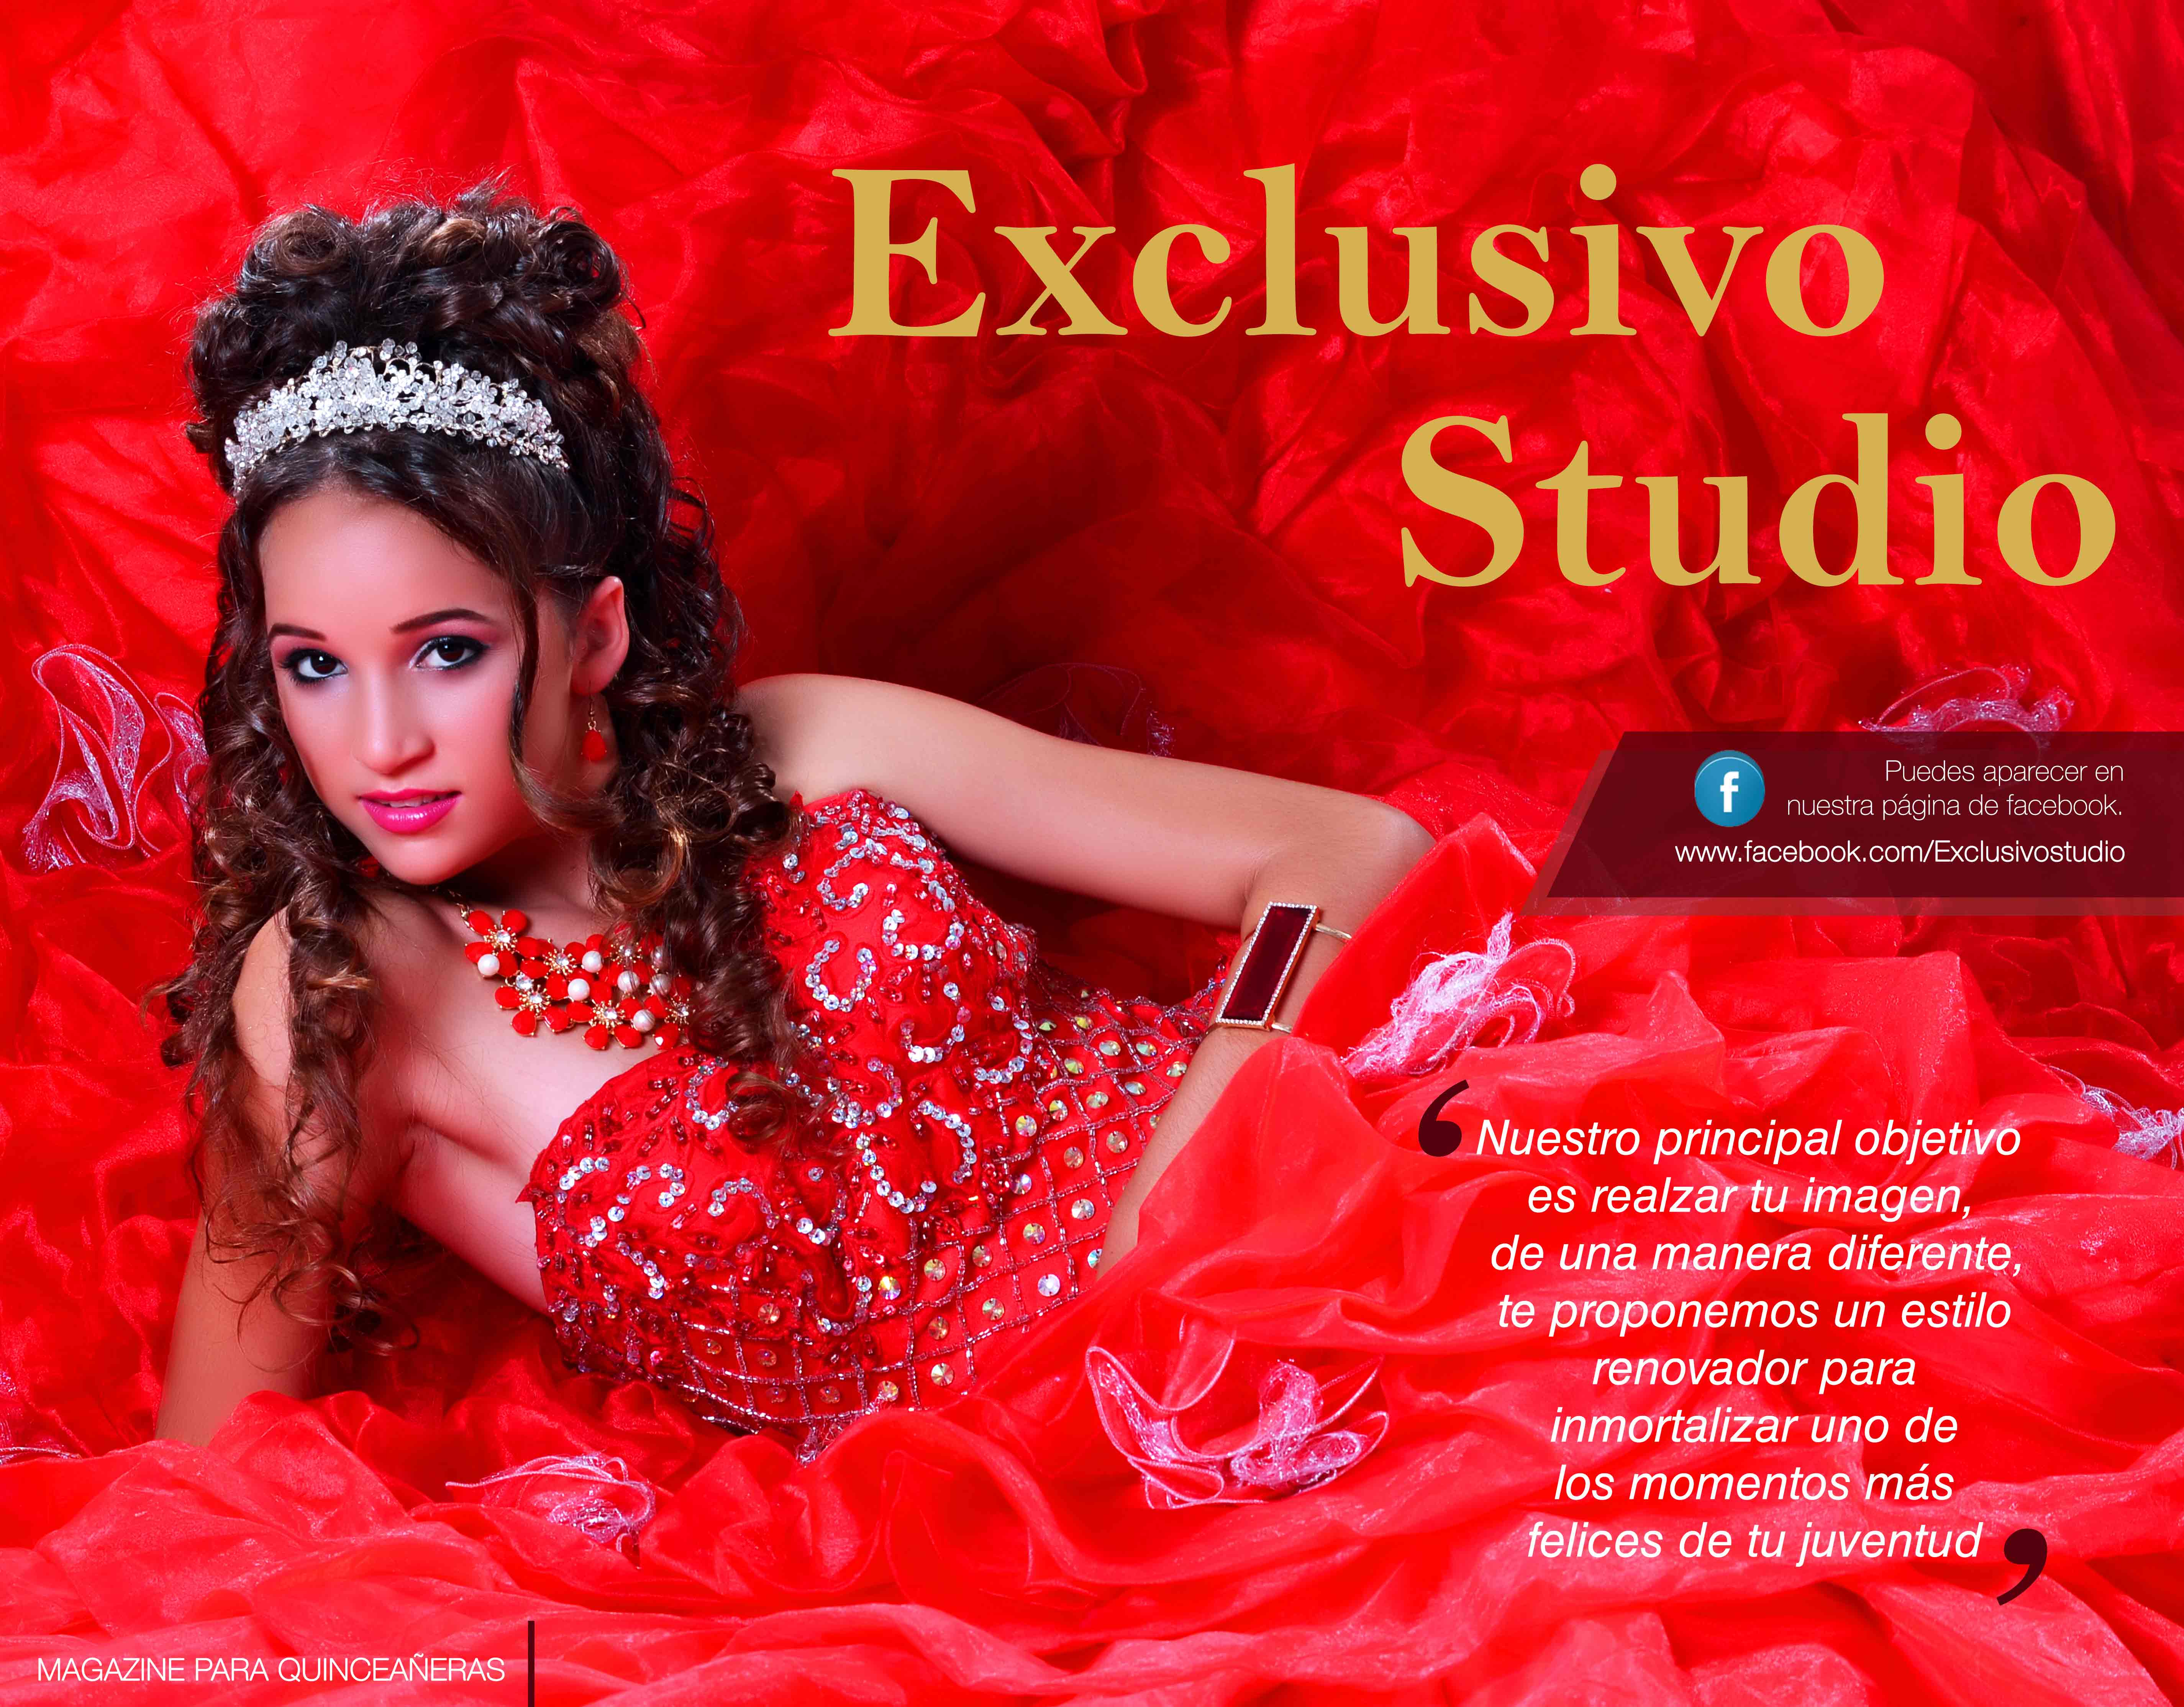 Exclusivo
Studio
f
Puedes aparecer en
nuestra página de facebook.
www.facebook.com/Exclusivostudio
‘ Nuestro principal objetivo
es realzar tu imagen,
de una manera diferente,
te proponemos un estilo
renovador para
inmortalizar uno de
los momentos más
felices de tu juventud ’
MAGAZINE PARA QUINCEAÑERAS